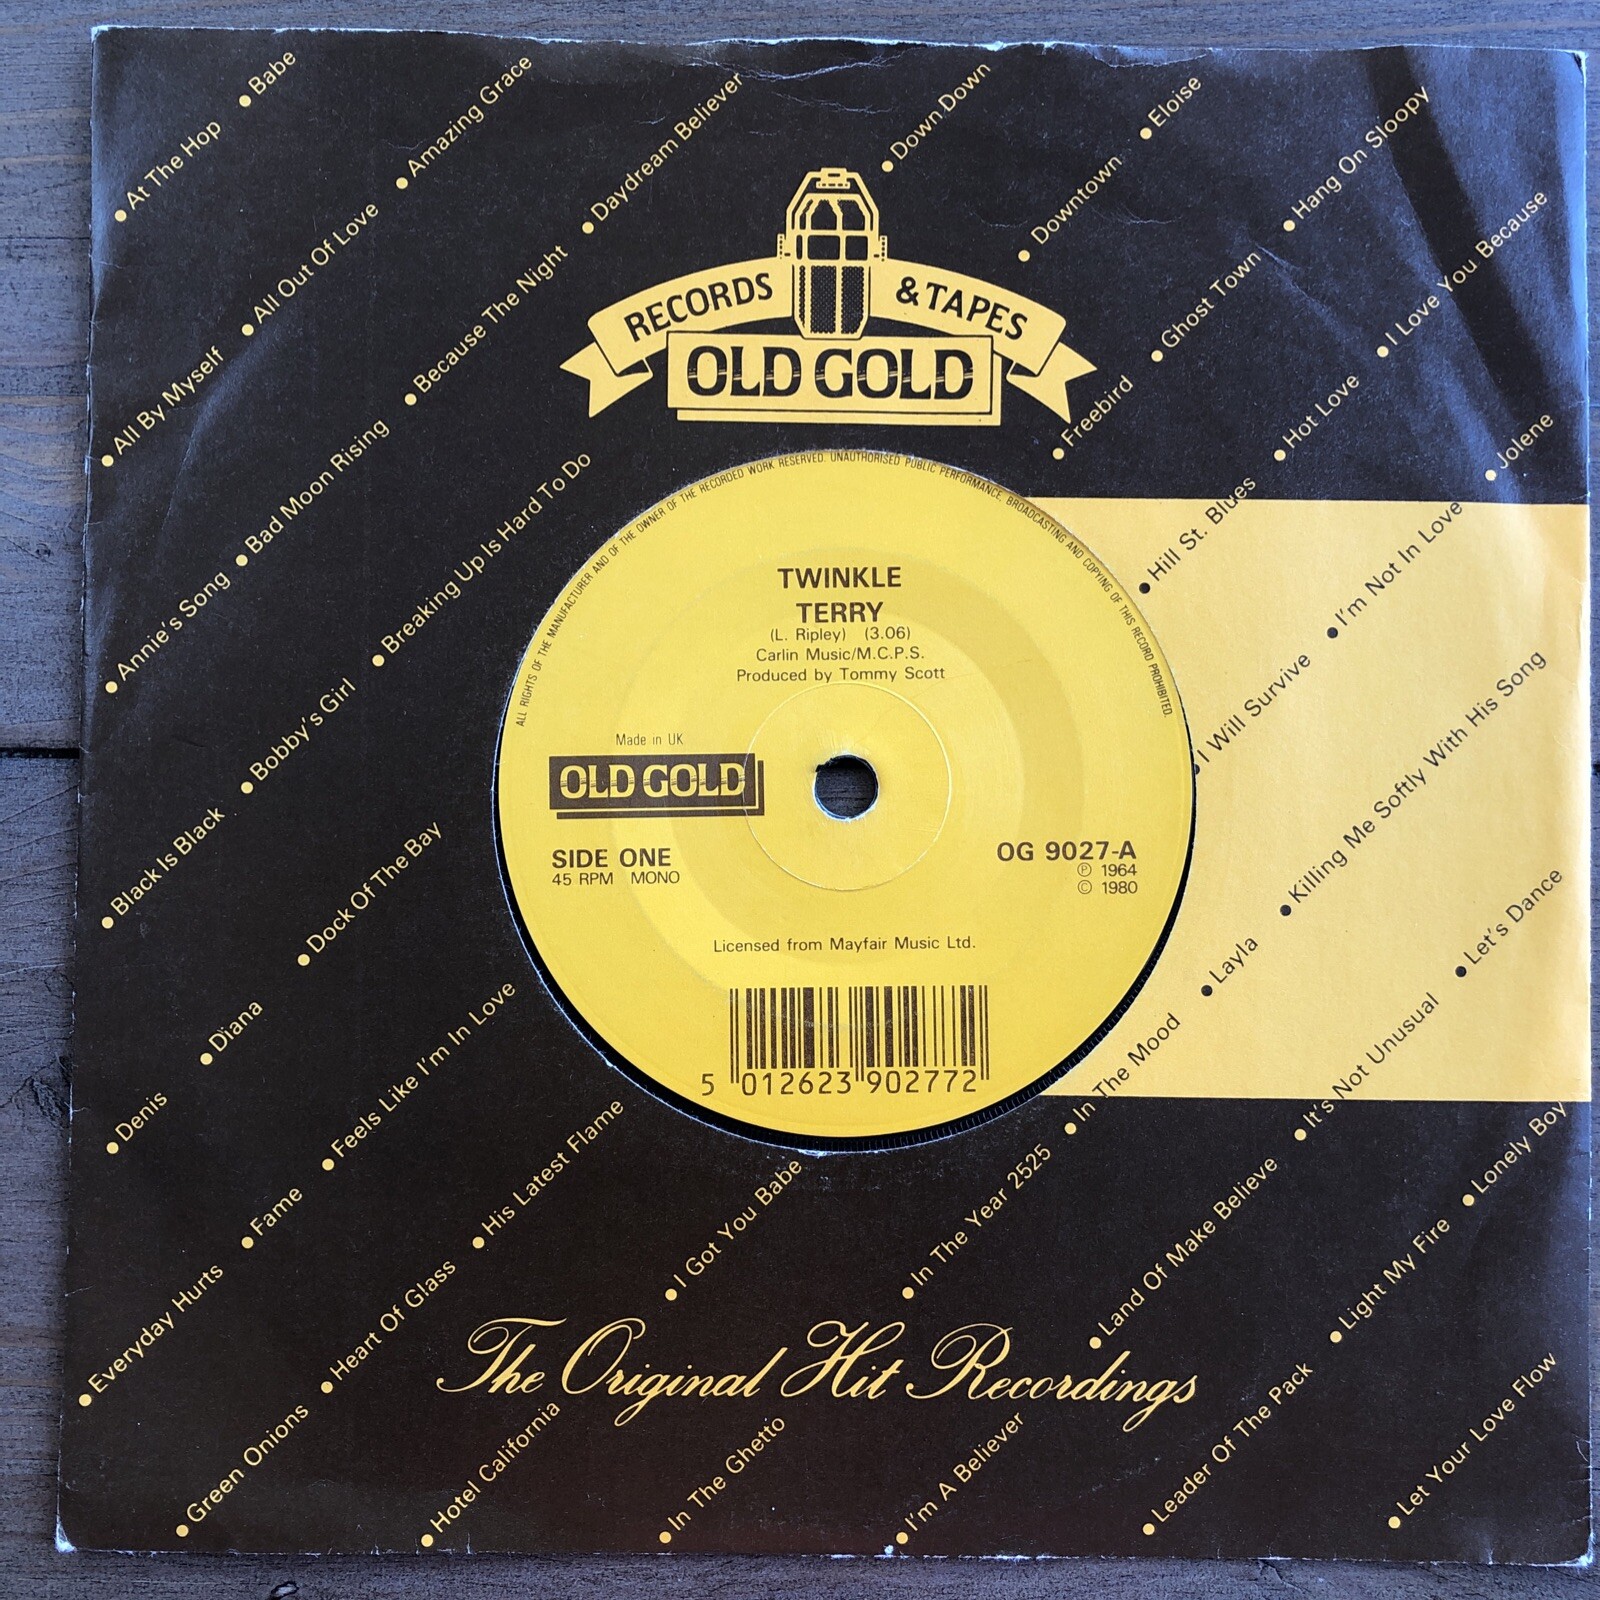 Babe
At The Hop
Amazing Grace
All Out Of Love
All By Myself
Daydream Believer
Because The Night
Bad Moon Rising
Annie's Song
Down Down
Eloise
Downtown
Hang On Sloopy
Ghost Town
Freebird
I Love You Because
Hot Love
Hill St. Blues
Jolene
I'm Not In Love
I Will Survive
RECORDS & TAPES
OLD GOLD
Breaking Up Is Hard To Do
Bobby's Girl
Black Is Black
Dock Of The Bay
Diana
Denis
Killing Me Softly With His Song
Layla
In The Mood
Let's Dance
It's Not Unusual
ALL RIGHTS OF THE MANUFACTURER AND OF THE OWNER OF THE RECORDED WORK RESERVED. UNAUTHORISED PUBLIC PERFORMANCE, BROADCASTING AND COPYING OF THIS RECORD PROHIBITED.
TWINKLE
TERRY
(L. Ripley) (3.06)
Carlin Music/M.C.P.S.
Produced by Tommy Scott
Made in UK
OLD GOLD
SIDE ONE
45 RPM MONO
OG 9027-A
℗ 1964
© 1980
Licensed from Mayfair Music Ltd.
5 012623 902772
Feels Like I'm In Love
Fame
Everyday Hurts
His Latest Flame
Heart Of Glass
Green Onions
I Got You Babe
Hotel California
In The Year 2525
In The Ghetto
Land Of Make Believe
I'm A Believer
Lonely Boy
Light My Fire
Leader Of The Pack
Let Your Love Flow
The Original Hit Recordings